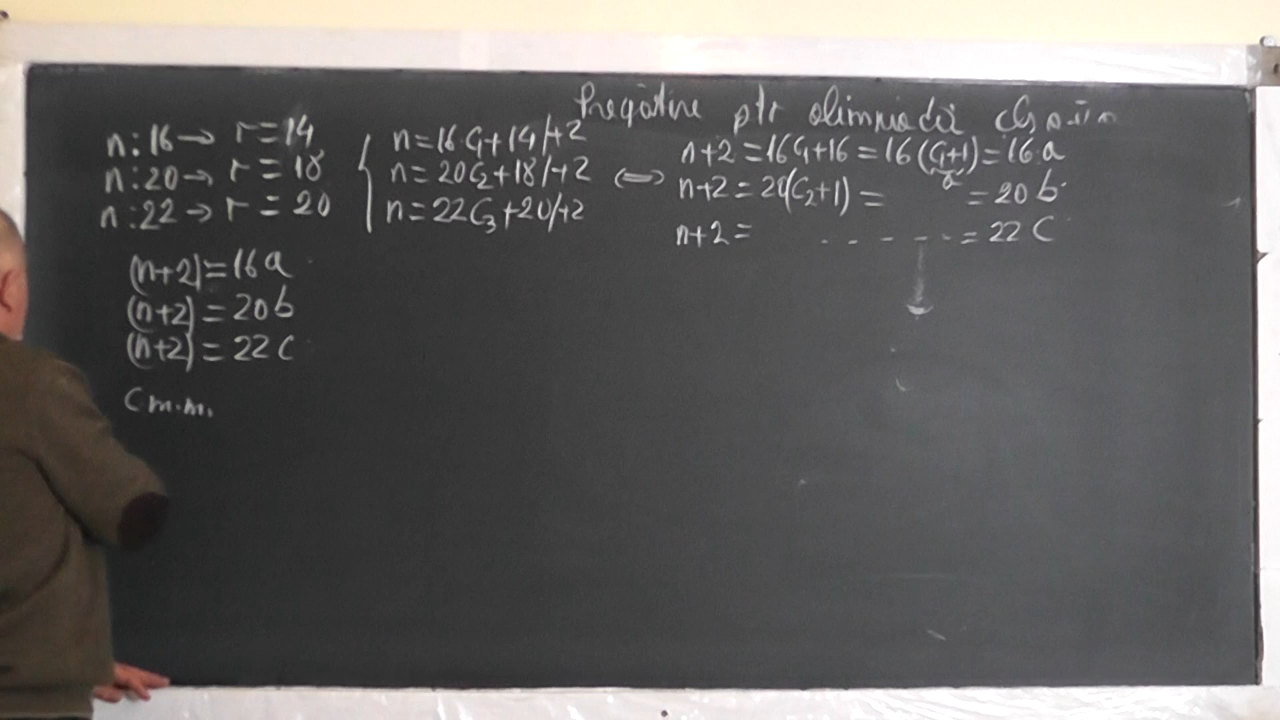 Pregătire ptr olimpiadă
n:16→ r=14
n:20→ r=18
n:22→ r=20
{ n=16C₁+14/+2
n=20C₂+18/+2
n=22C₃+20/+2
⇔
n+2=16C₁+16=16(C₁+1)=16a
a
n+2=20(C₂+1)= =20b
n+2= ......=22C
(n+2)=16a
(n+2)=20b
(n+2)=22C
Cm.m.